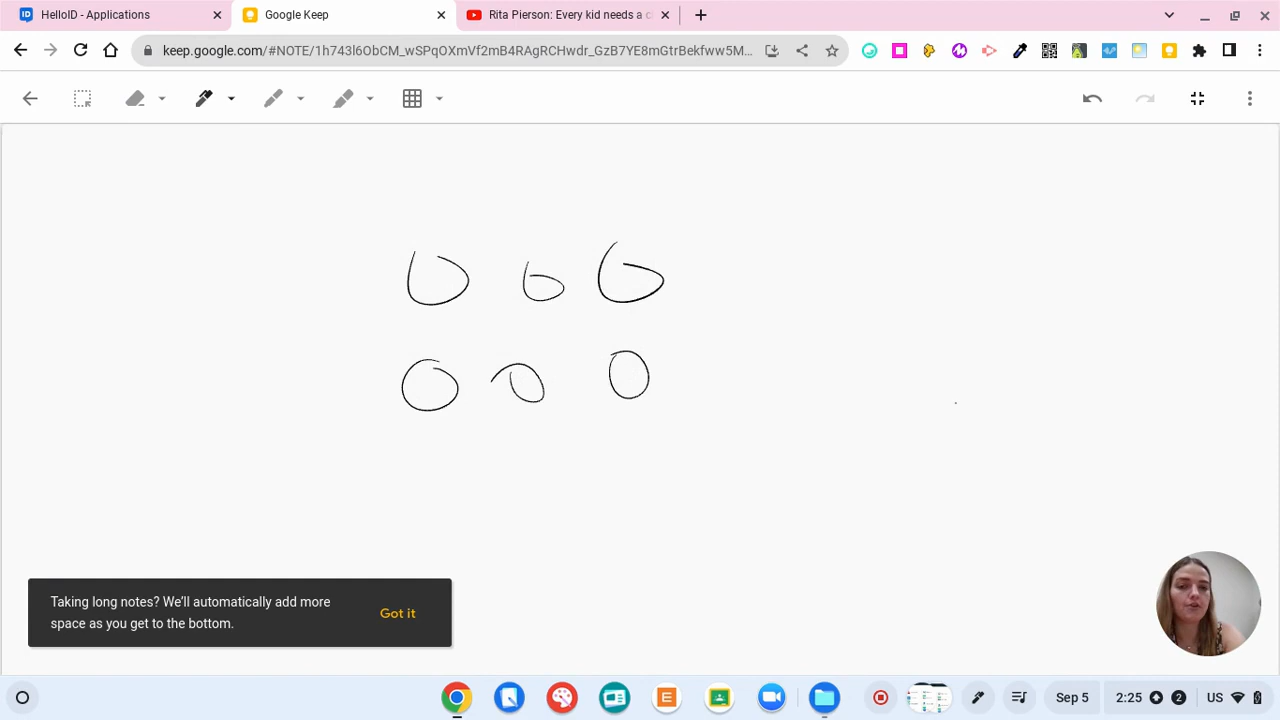 HelloID - Applications
Google Keep
Rita Pierson: Every kid needs a c
keep.google.com/#NOTE/1h743l6ObCM_wSPqOXmVf2mB4RAgRCHwdr_GzB7YE8mGtrBekfww5M...
Taking long notes? We'll automatically add more
space as you get to the bottom.
Got it
Sep 5
2:25
2
US